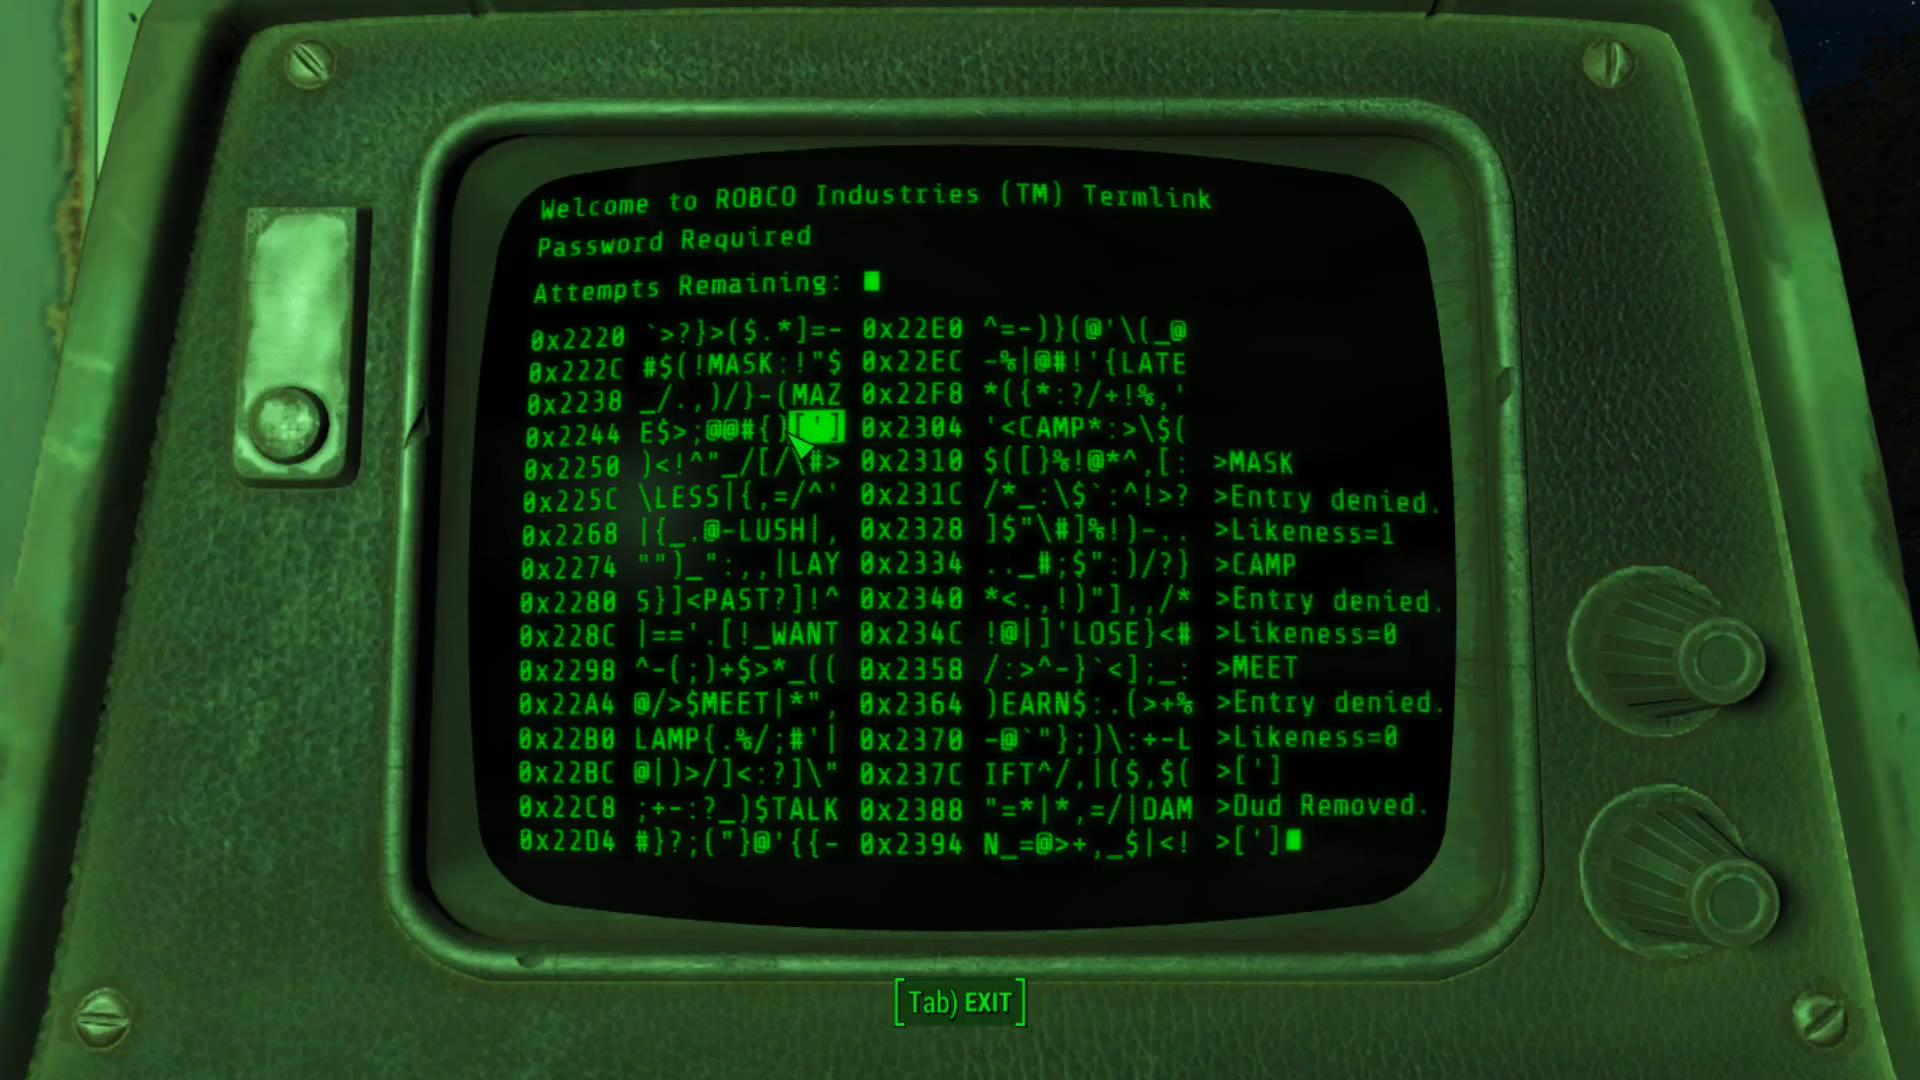 Welcome to ROBCO Industries (TM) Termlink
Password Required
Attempts Remaining: ■
0x2220 `>?}>($.*]=- 0x22E0 ^=-)}(@'\(_@
0x222C #$(!MASK:!"$ 0x22EC -%|@#!'{LATE
0x2238 _/.,)/}-(MAZ 0x22F8 *({*:?/+!%,'
0x2244 E$>;@@#{}['] 0x2304 '<CAMP*:>\$(
0x2250 )<!^"_/[/\#> 0x2310 $([}%!@*^,[: >MASK
0x225C \LESS|{,=/^' 0x231C /*_:\$`:^!>? >Entry denied.
0x2268 |{_.@-LUSH|, 0x2328 ]$"\#]%!)-.. >Likeness=1
0x2274 "")_":,,|LAY 0x2334 .._#;$":)/?} >CAMP
0x2280 S}]<PAST?]!^ 0x2340 *<.,!)"],,/* >Entry denied.
0x228C |=='.[!_WANT 0x234C !@|]'LOSE}<# >Likeness=0
0x2298 ^-(;)+$>*_(( 0x2358 /:>^-}`<];_: >MEET
0x22A4 @/>$MEET|*", 0x2364 )EARN$:.(>+% >Entry denied.
0x22B0 LAMP{.%/;#'| 0x2370 -@`"};)\:+-L >Likeness=0
0x22BC @|)>/]<:?]\" 0x237C IFT^/,|($,$( >[']
0x22C8 ;+-:?_)$TALK 0x2388 "=*|*,=/|DAM >Dud Removed.
0x22D4 #}?;("}@'{{- 0x2394 N_=@>+,_$|<! >[']■
[Tab) EXIT]